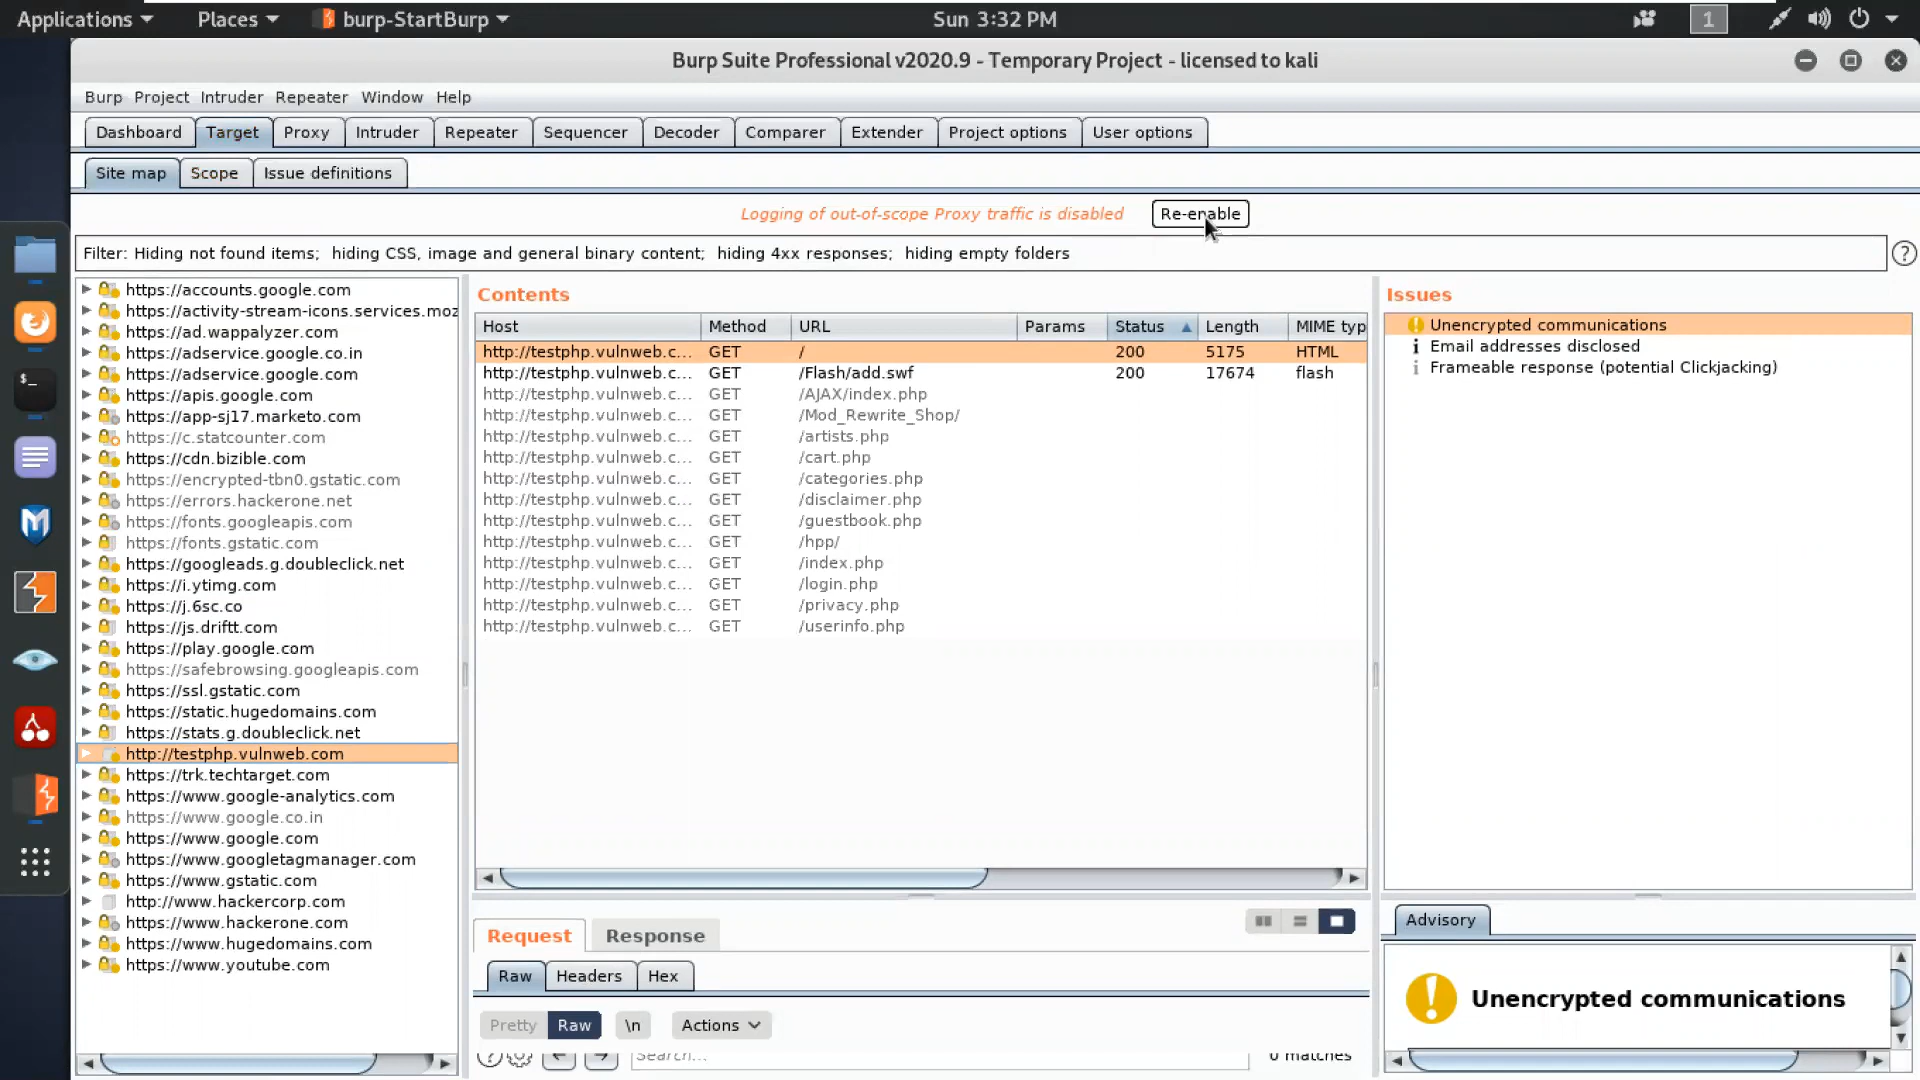 Applications Places burp-StartBurp Sun 3:32 PM 1
Burp Suite Professional v2020.9 - Temporary Project - licensed to kali
Burp Project Intruder Repeater Window Help
Dashboard Target Proxy Intruder Repeater Sequencer Decoder Comparer Extender Project options User options
Site map Scope Issue definitions
Logging of out-of-scope Proxy traffic is disabled Re-enable
Filter: Hiding not found items; hiding CSS, image and general binary content; hiding 4xx responses; hiding empty folders ?
https://accounts.google.com
https://activity-stream-icons.services.moz
https://ad.wappalyzer.com
https://adservice.google.co.in
https://adservice.google.com
https://apis.google.com
https://app-sj17.marketo.com
https://c.statcounter.com
https://cdn.bizible.com
https://encrypted-tbn0.gstatic.com
https://errors.hackerone.net
https://fonts.googleapis.com
https://fonts.gstatic.com
https://googleads.g.doubleclick.net
https://i.ytimg.com
https://j.6sc.co
https://js.driftt.com
https://play.google.com
https://safebrowsing.googleapis.com
https://ssl.gstatic.com
https://static.hugedomains.com
https://stats.g.doubleclick.net
http://testphp.vulnweb.com
https://trk.techtarget.com
https://www.google-analytics.com
https://www.google.co.in
https://www.google.com
https://www.googletagmanager.com
https://www.gstatic.com
http://www.hackercorp.com
https://www.hackerone.com
https://www.hugedomains.com
https://www.youtube.com
Contents
Host Method URL Params Status Length MIME typ
http://testphp.vulnweb.c... GET / 200 5175 HTML
http://testphp.vulnweb.c... GET /Flash/add.swf 200 17674 flash
http://testphp.vulnweb.c... GET /AJAX/index.php
http://testphp.vulnweb.c... GET /Mod_Rewrite_Shop/
http://testphp.vulnweb.c... GET /artists.php
http://testphp.vulnweb.c... GET /cart.php
http://testphp.vulnweb.c... GET /categories.php
http://testphp.vulnweb.c... GET /disclaimer.php
http://testphp.vulnweb.c... GET /guestbook.php
http://testphp.vulnweb.c... GET /hpp/
http://testphp.vulnweb.c... GET /index.php
http://testphp.vulnweb.c... GET /login.php
http://testphp.vulnweb.c... GET /privacy.php
http://testphp.vulnweb.c... GET /userinfo.php
Request Response
Raw Headers Hex
Pretty Raw \n Actions
? Search... 0 matches
Issues
Unencrypted communications
Email addresses disclosed
Frameable response (potential Clickjacking)
Advisory
Unencrypted communications